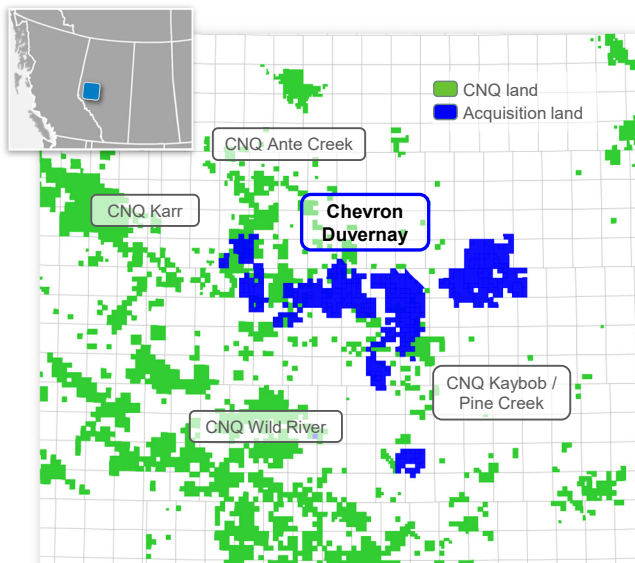 CNQ land
Acquisition land
CNQ Ante Creek
CNQ Karr
Chevron
Duvernay
CNQ Kaybob /
Pine Creek
CNQ Wild River